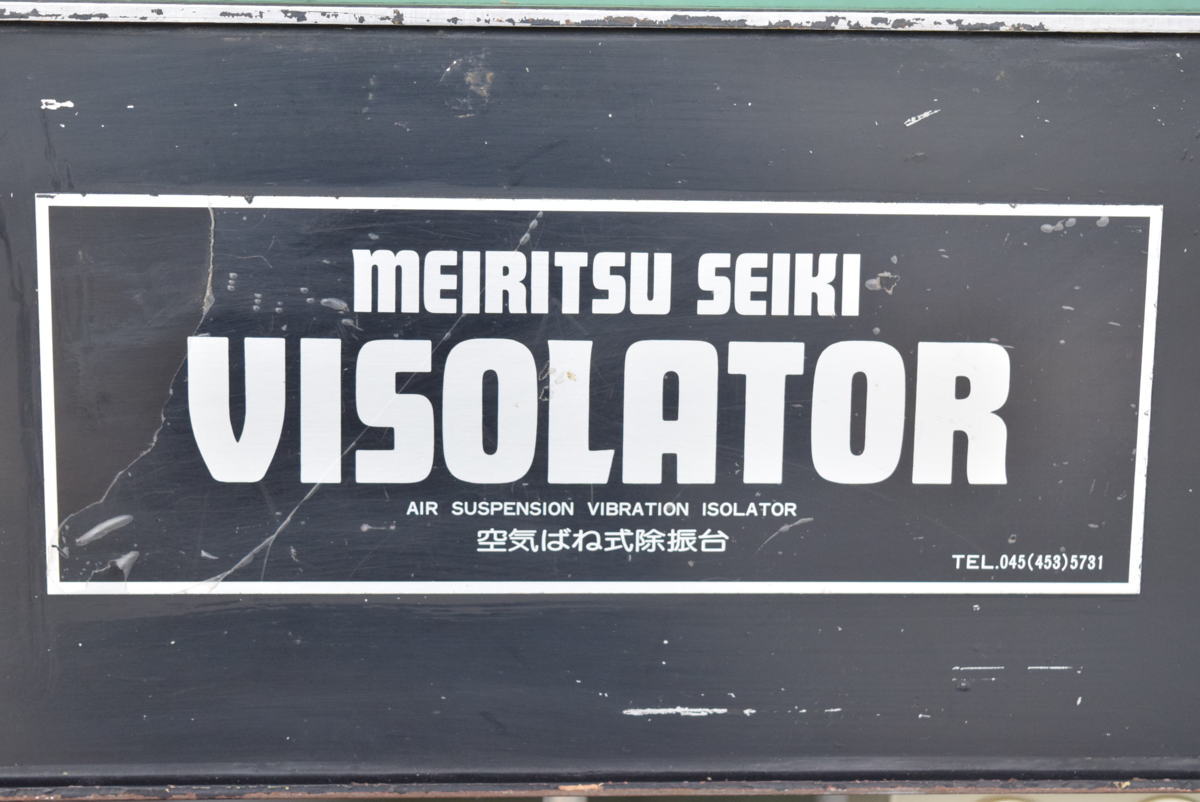 MEIRITSU SEIKI
VISOLATOR
AIR SUSPENSION VIBRATION ISOLATOR
空気ばね式除振台
TEL.045(453)5731